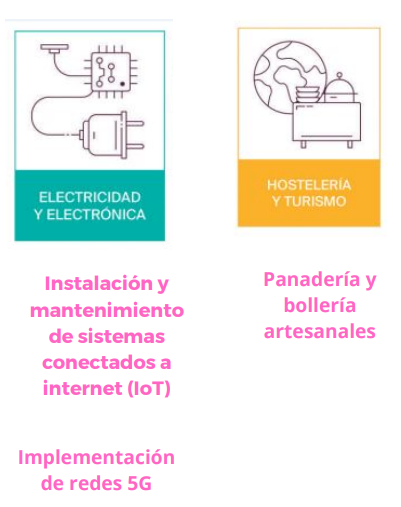 ELECTRICIDAD
Y ELECTRÓNICA
Instalación y
mantenimiento
de sistemas
conectados a
internet (IoT)
Implementación
de redes 5G
HOSTELERÍA
Y TURISMO
Panadería y
bollería
artesanales